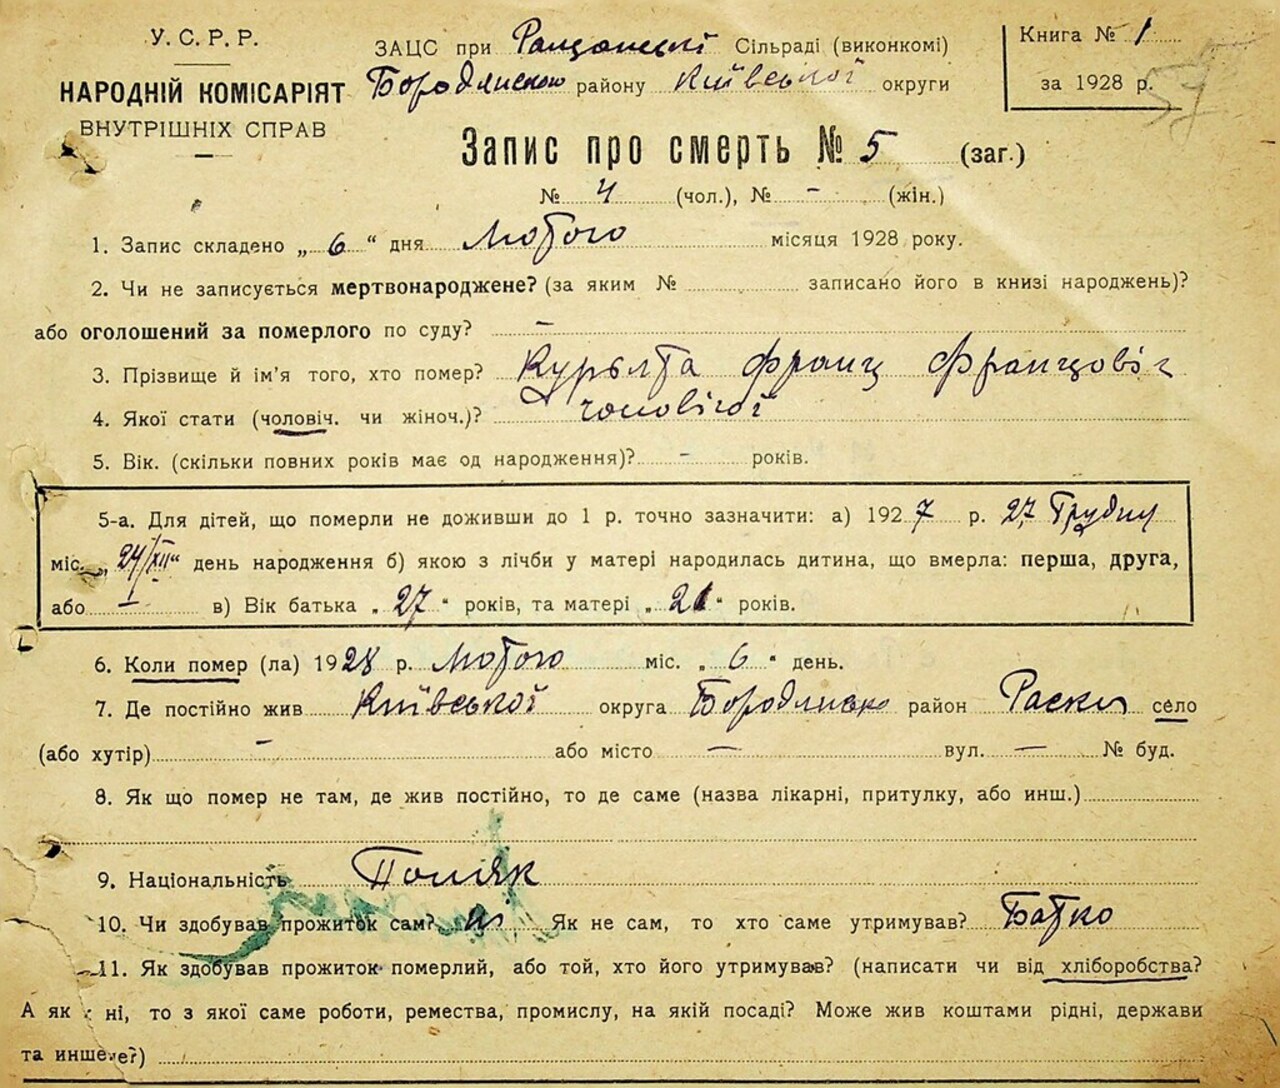 У. С. Р. Р.
НАРОДНІЙ КОМІСАРІЯТ
ВНУТРІШНІХ СПРАВ
ЗАЦС при Сільраді (виконкомі)
району Київської округи
Книга № 1
за 1928 р.
57
Запис про смерть № 5 (заг.)
№ 4 (чол.), № - (жін.)
1. Запис складено „ 6 “ дня Лютого місяця 1928 року.
2. Чи не записується мертвонароджене? (за яким № записано його в книзі народжень)?
або оголошений за померлого по суду? —
3. Прізвище й ім'я того, хто помер? Франц Францовіч
4. Якої стати (чоловіч. чи жіноч.)? чоловічої
5. Вік. (скільки повних років має од народження)? - років.
5-а. Для дітей, що померли не доживши до 1 р. точно зазначити: а) 1927 р. 27 Грудня
міс. „ 24/XII “ день народження б) якою з лічби у матері народилась дитина, що вмерла: перша, друга,
або — в) Вік батька „ 27 “ років, та матері „ 21 “ років.
6. Коли помер (ла) 1928 р. Лютого міс. „ 6 “ день.
7. Де постійно жив Київської округа район село
(або хутір) - або місто — вул. — № буд.
8. Як що помер не там, де жив постійно, то де саме (назва лікарні, притулку, або инш.)
9. Національність Поляк
10. Чи здобував прожиток сам? Як не сам, то хто саме утримував? Батко
11. Як здобував прожиток померлий, або той, хто його утримував? (написати чи від хліборобства?
А як ні, то з якої саме роботи, ремества, промислу, на якій посаді? Може жив коштами рідні, держави
та инше?)